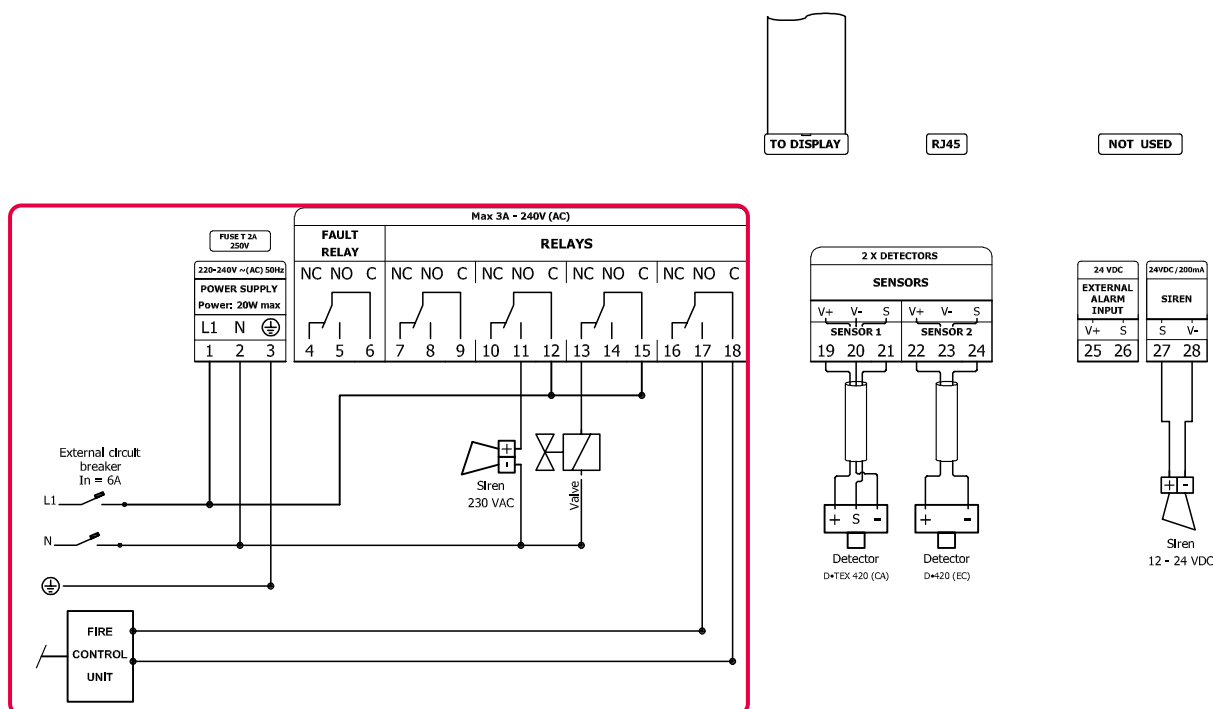 TO DISPLAY
RJ45
NOT USED
Max 3A - 240V (AC)
FUSE T 2A
250V
FAULT
RELAY
RELAYS
220-240V ~(AC) 50Hz
POWER SUPPLY
Power: 20W max
L1 N
NC NO C NC NO C NC NO C NC NO C NC NO C
1 2 3 4 5 6 7 8 9 10 11 12 13 14 15 16 17 18
2 X DETECTORS
SENSORS
V+ V- S V+ V- S
SENSOR 1 SENSOR 2
19 20 21 22 23 24
24 VDC
EXTERNAL
ALARM
INPUT
V+ S
25 26
24VDC/200mA
SIREN
S V-
27 28
External circuit
breaker
In = 6A
L1
N
+
-
Siren
230 VAC
Valve
FIRE
CONTROL
UNIT
+ S -
Detector
D•TEX 420 (CA)
+ -
Detector
D•420 (EC)
+ -
Siren
12 - 24 VDC